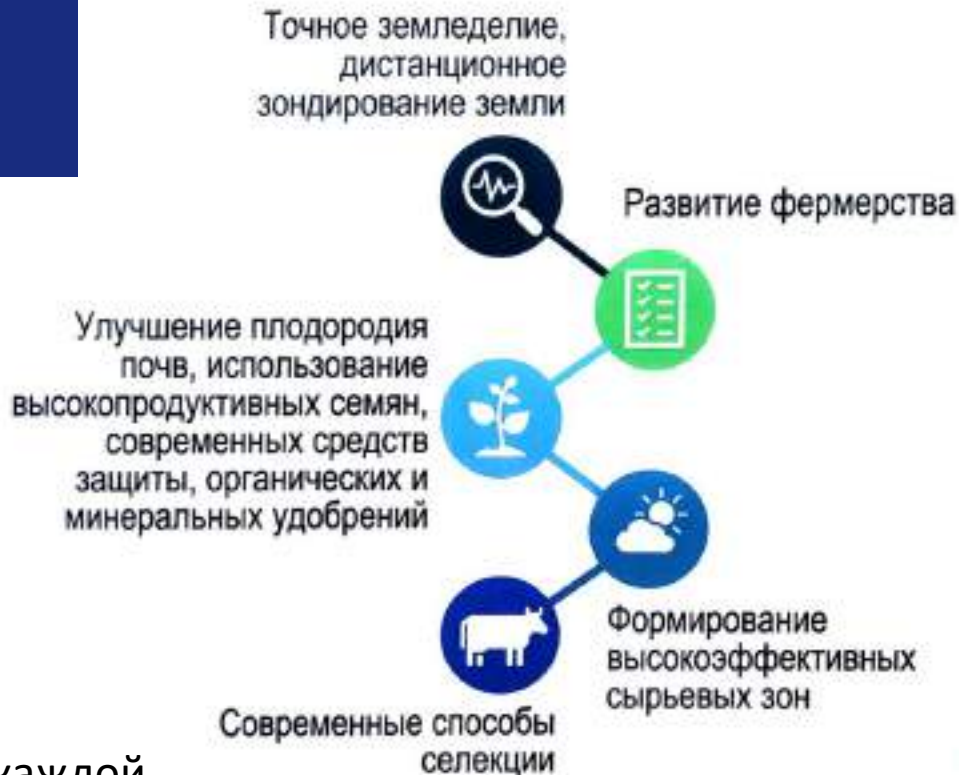 Точное земледелие,
дистанционное
зондирование земли
Развитие фермерства
Улучшение плодородия
почв, использование
высокопродуктивных семян,
современных средств
защиты, органических и
минеральных удобрений
Формирование
высокоэффективных
сырьевых зон
Современные способы
селекции
каждой